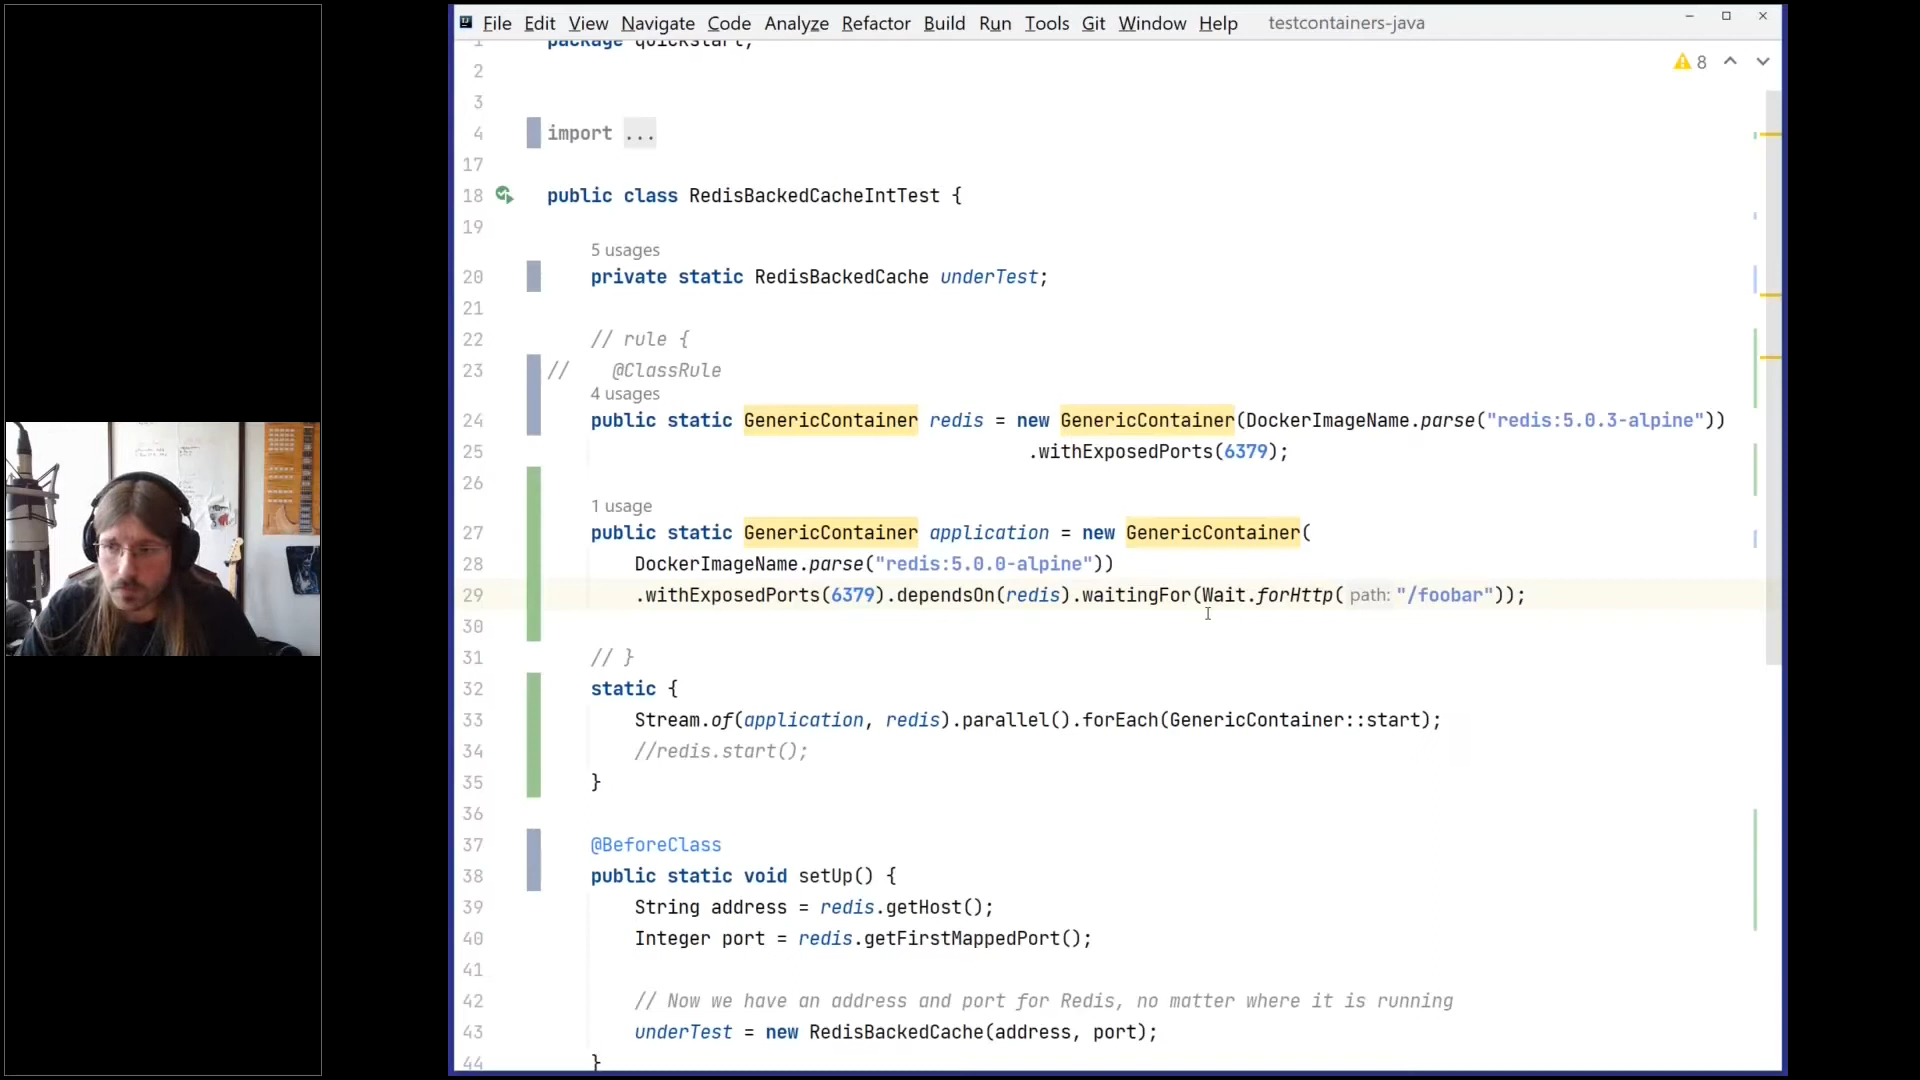 File Edit View Navigate Code Analyze Refactor Build Run Tools Git Window Help testcontainers-java
8
1 package quickstart;
2
3
4 import ...
17
18 public class RedisBackedCacheIntTest {
19
5 usages
20 private static RedisBackedCache underTest;
21
22 // rule {
23 // @ClassRule
4 usages
24 public static GenericContainer redis = new GenericContainer(DockerImageName.parse("redis:5.0.3-alpine"))
25 .withExposedPorts(6379);
26
1 usage
27 public static GenericContainer application = new GenericContainer(
28 DockerImageName.parse("redis:5.0.0-alpine"))
29 .withExposedPorts(6379).dependsOn(redis).waitingFor(Wait.forHttp( path: "/foobar"));
30
31 // }
32 static {
33 Stream.of(application, redis).parallel().forEach(GenericContainer::start);
34 //redis.start();
35 }
36
37 @BeforeClass
38 public static void setUp() {
39 String address = redis.getHost();
40 Integer port = redis.getFirstMappedPort();
41
42 // Now we have an address and port for Redis, no matter where it is running
43 underTest = new RedisBackedCache(address, port);
44 }